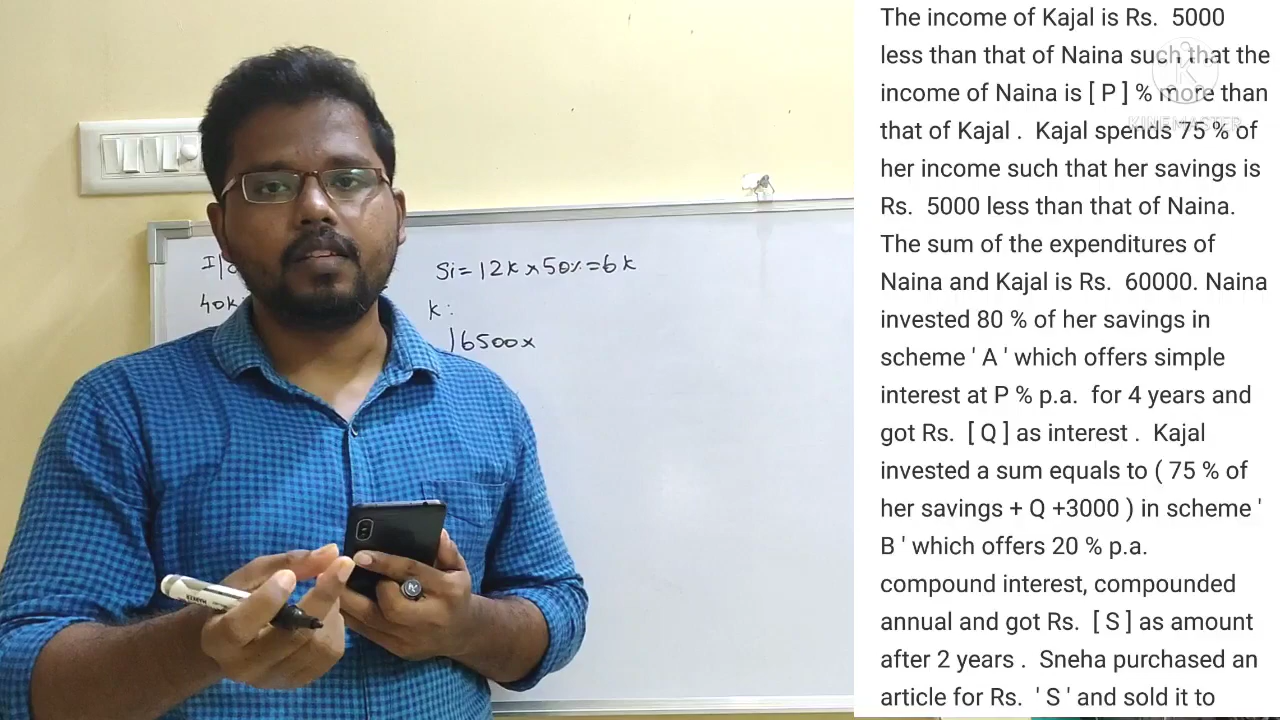 The income of Kajal is Rs. 5000
less than that of Naina such that the
income of Naina is [ P ] % more than
that of Kajal . Kajal spends 75 % of
her income such that her savings is
Rs. 5000 less than that of Naina.
The sum of the expenditures of
Naina and Kajal is Rs. 60000. Naina
invested 80 % of her savings in
scheme ' A ' which offers simple
interest at P % p.a. for 4 years and
got Rs. [ Q ] as interest . Kajal
invested a sum equals to ( 75 % of
her savings + Q +3000 ) in scheme '
B ' which offers 20 % p.a.
compound interest, compounded
annual and got Rs. [ S ] as amount
after 2 years . Sneha purchased an
article for Rs. ' S ' and sold it to
KINEMASTER
Si = 12k x 50% = 6k
40k
k:
16500x